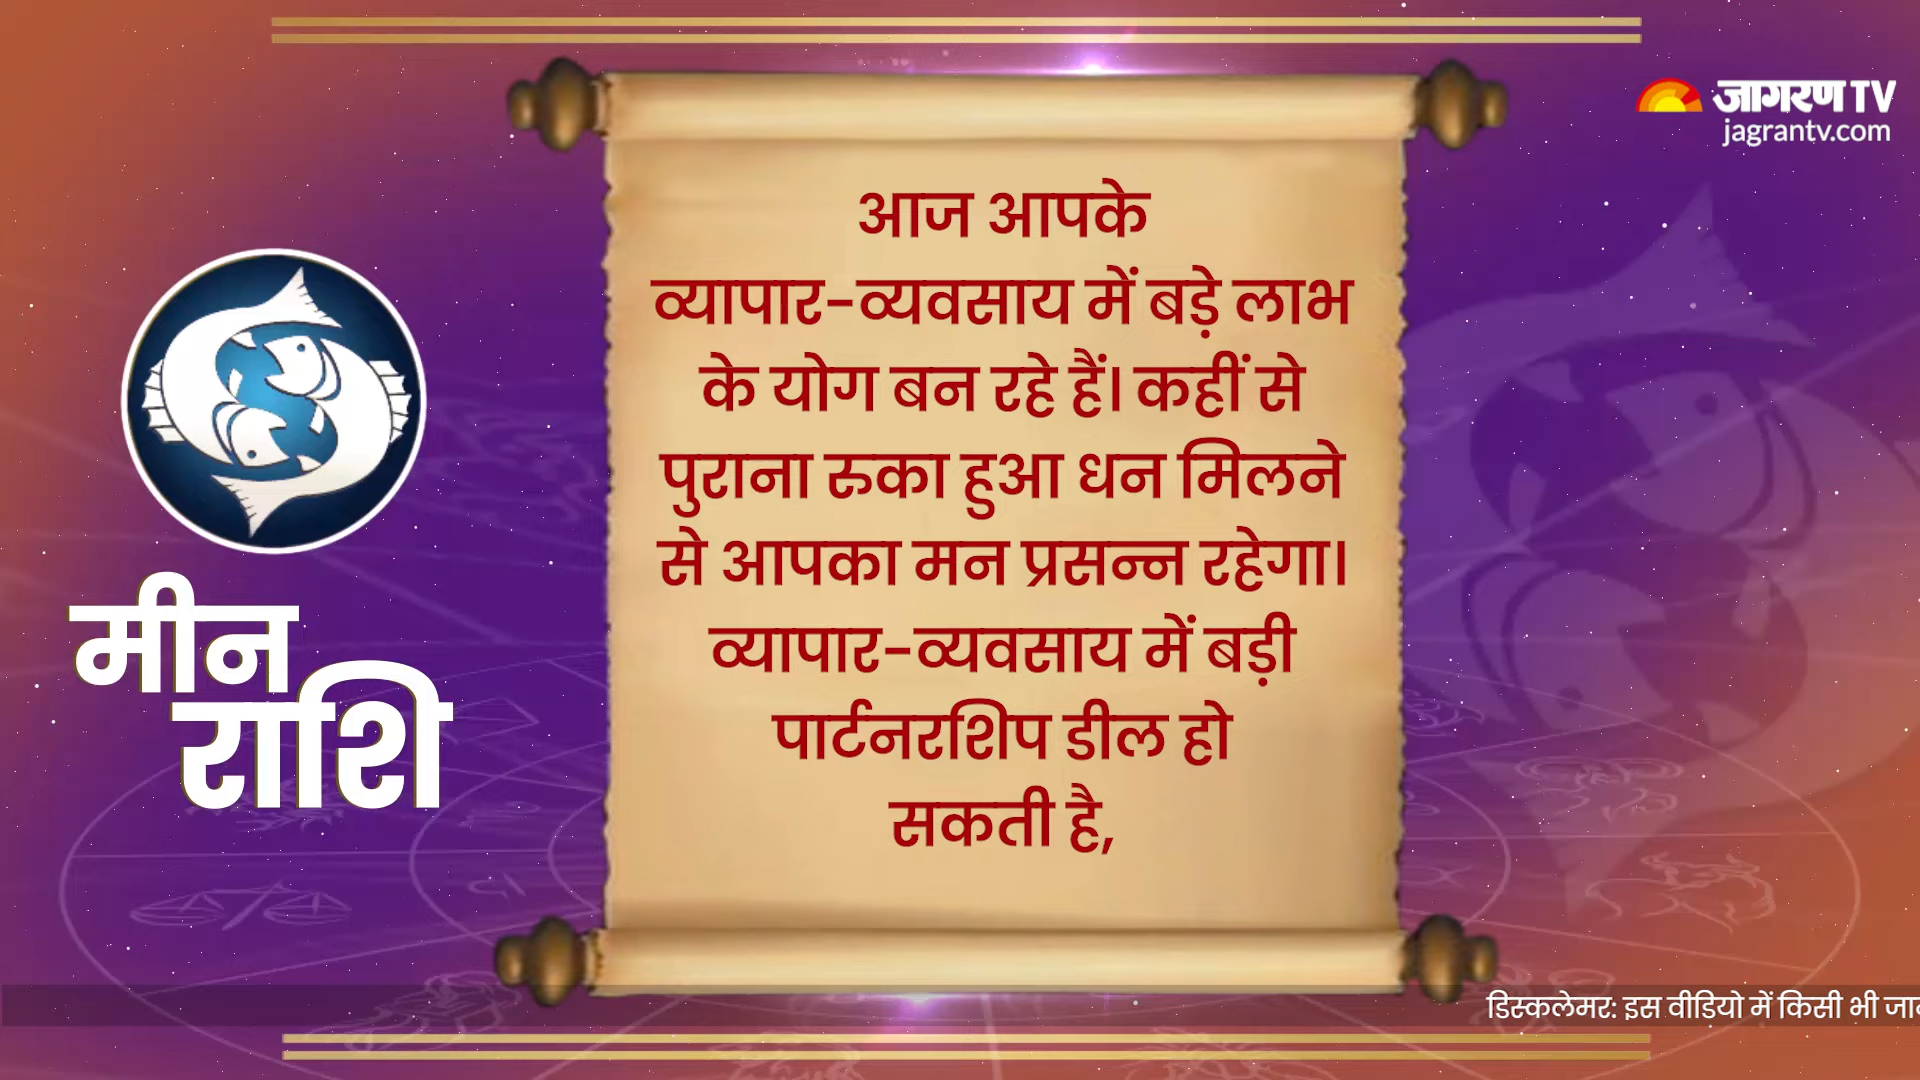 जागरण TV
jagrantv.com
आज आपके
व्यापार-व्यवसाय में बड़े लाभ
के योग बन रहे हैं। कहीं से
पुराना रुका हुआ धन मिलने
से आपका मन प्रसन्न रहेगा।
व्यापार-व्यवसाय में बड़ी
पार्टनरशिप डील हो
सकती है,
मीन
राशि
डिस्कलेमर: इस वीडियो में किसी भी